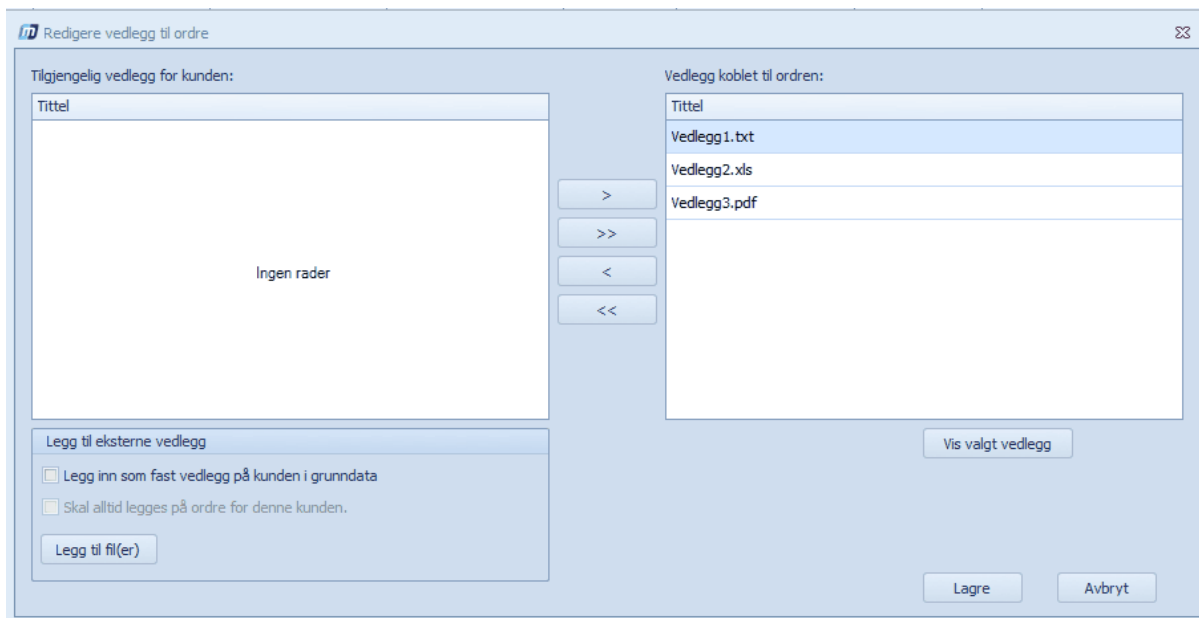 Redigere vedlegg til ordre
Tilgjengelig vedlegg for kunden:
Tittel
Ingen rader
>
>>
<
<<
Vedlegg koblet til ordren:
Tittel
Vedlegg1.txt
Vedlegg2.xls
Vedlegg3.pdf
Legg til eksterne vedlegg
Legg inn som fast vedlegg på kunden i grunndata
Skal alltid legges på ordre for denne kunden.
Legg til fil(er)
Vis valgt vedlegg
Lagre
Avbryt